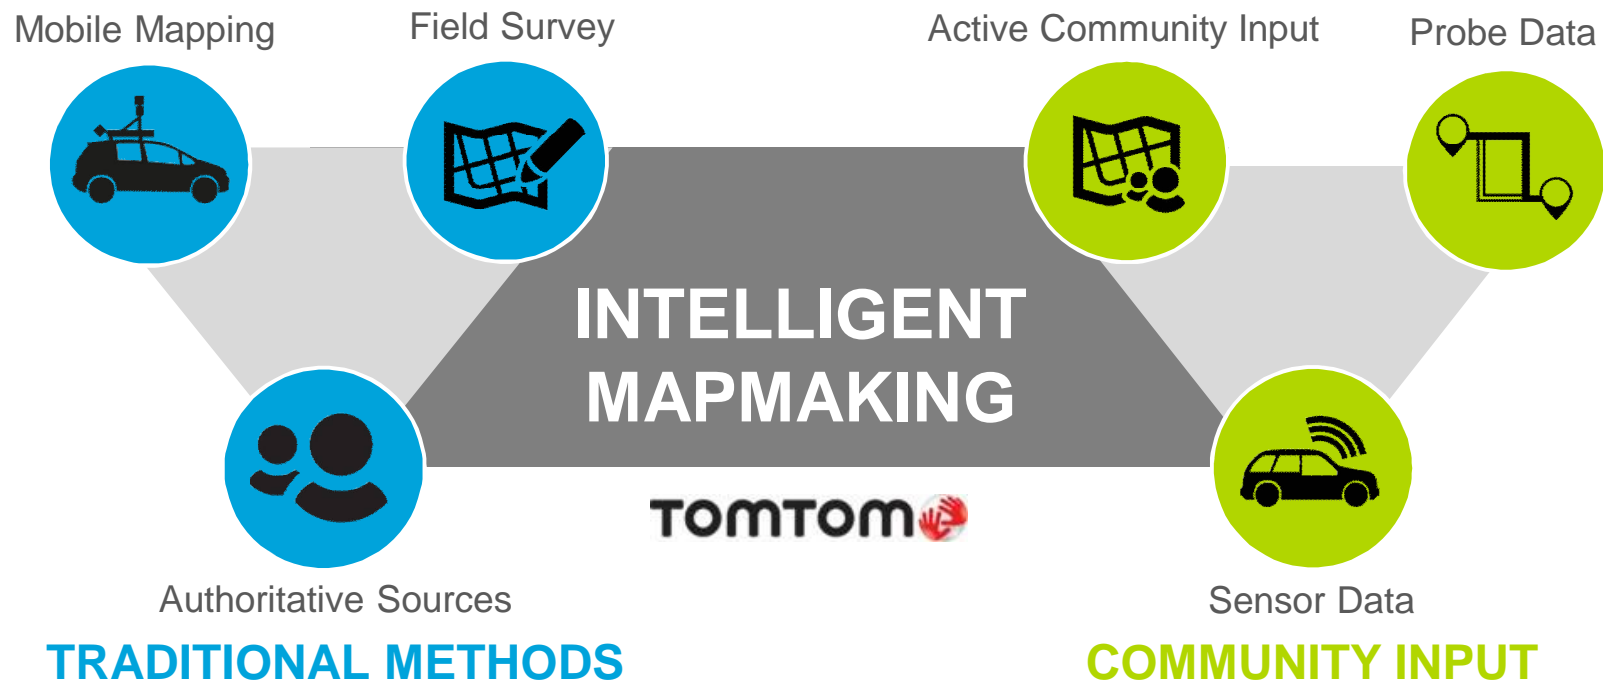 Mobile Mapping
Field Survey
Active Community Input
Probe Data
INTELLIGENT
MAPMAKING
TOMTOM
Authoritative Sources
Sensor Data
TRADITIONAL METHODS
COMMUNITY INPUT